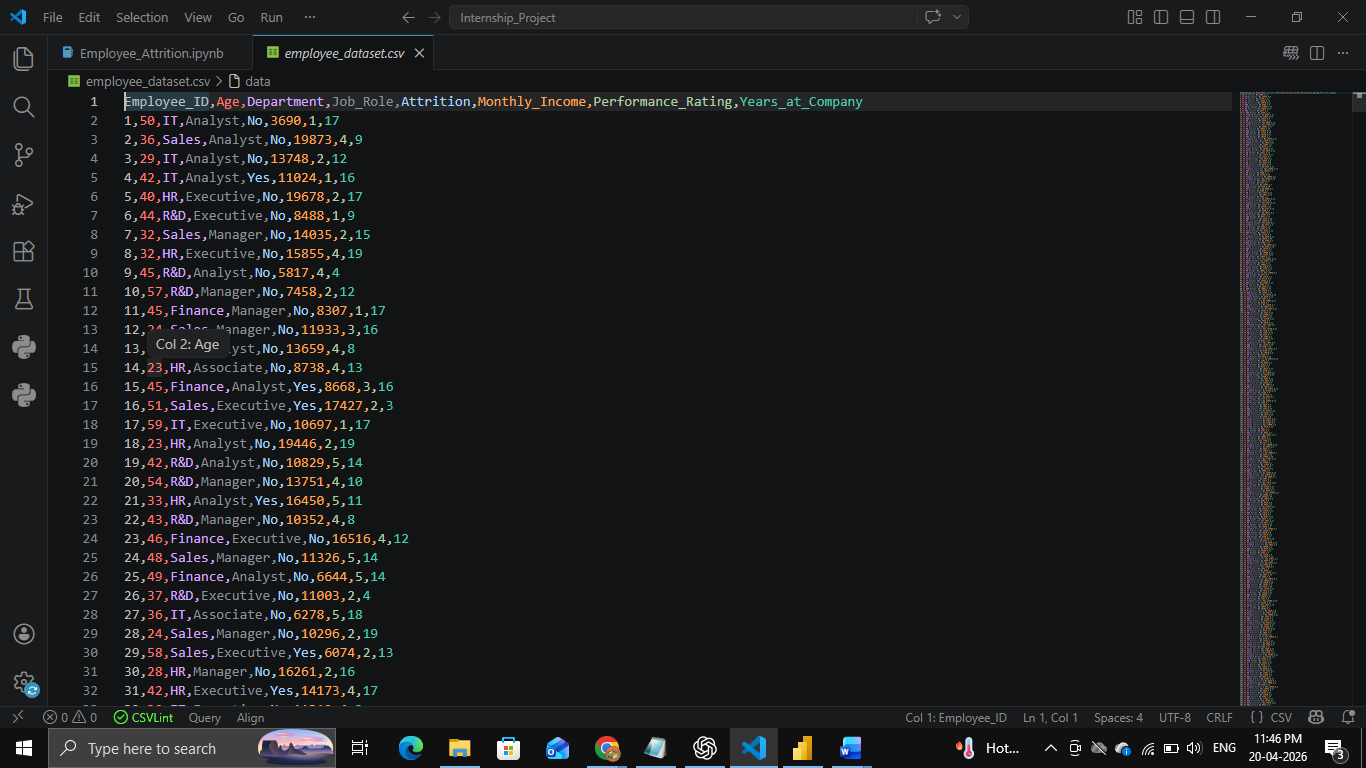 File Edit Selection View Go Run ··· Internship_Project
Employee_Attrition.ipynb employee_dataset.csv
employee_dataset.csv > data
1 Employee_ID,Age,Department,Job_Role,Attrition,Monthly_Income,Performance_Rating,Years_at_Company
2 1,50,IT,Analyst,No,3690,1,17
3 2,36,Sales,Analyst,No,19873,4,9
4 3,29,IT,Analyst,No,13748,2,12
5 4,42,IT,Analyst,Yes,11024,1,16
6 5,40,HR,Executive,No,19678,2,17
7 6,44,R&D,Executive,No,8488,1,9
8 7,32,Sales,Manager,No,14035,2,15
9 8,32,HR,Executive,No,15855,4,19
10 9,45,R&D,Analyst,No,5817,4,4
11 10,57,R&D,Manager,No,7458,2,12
12 11,45,Finance,Manager,No,8307,1,17
13 12,24,Sales,Manager,No,11933,3,16
Col 2: Age
14 13, lyst,No,13659,4,8
15 14,23,HR,Associate,No,8738,4,13
16 15,45,Finance,Analyst,Yes,8668,3,16
17 16,51,Sales,Executive,Yes,17427,2,3
18 17,59,IT,Executive,No,10697,1,17
19 18,23,HR,Analyst,No,19446,2,19
20 19,42,R&D,Analyst,No,10829,5,14
21 20,54,R&D,Manager,No,13751,4,10
22 21,33,HR,Analyst,Yes,16450,5,11
23 22,43,R&D,Manager,No,10352,4,8
24 23,46,Finance,Executive,No,16516,4,12
25 24,48,Sales,Manager,No,11326,5,14
26 25,49,Finance,Analyst,No,6644,5,14
27 26,37,R&D,Executive,No,11003,2,4
28 27,36,IT,Associate,No,6278,5,18
29 28,24,Sales,Manager,No,10296,2,19
30 29,58,Sales,Executive,Yes,6074,2,13
31 30,28,HR,Manager,No,16261,2,16
32 31,42,HR,Executive,Yes,14173,4,17
0 0 CSVLint Query Align Col 1: Employee_ID Ln 1, Col 1 Spaces: 4 UTF-8 CRLF {} CSV
Type here to search Hot... ENG 11:46 PM
20-04-2026 3